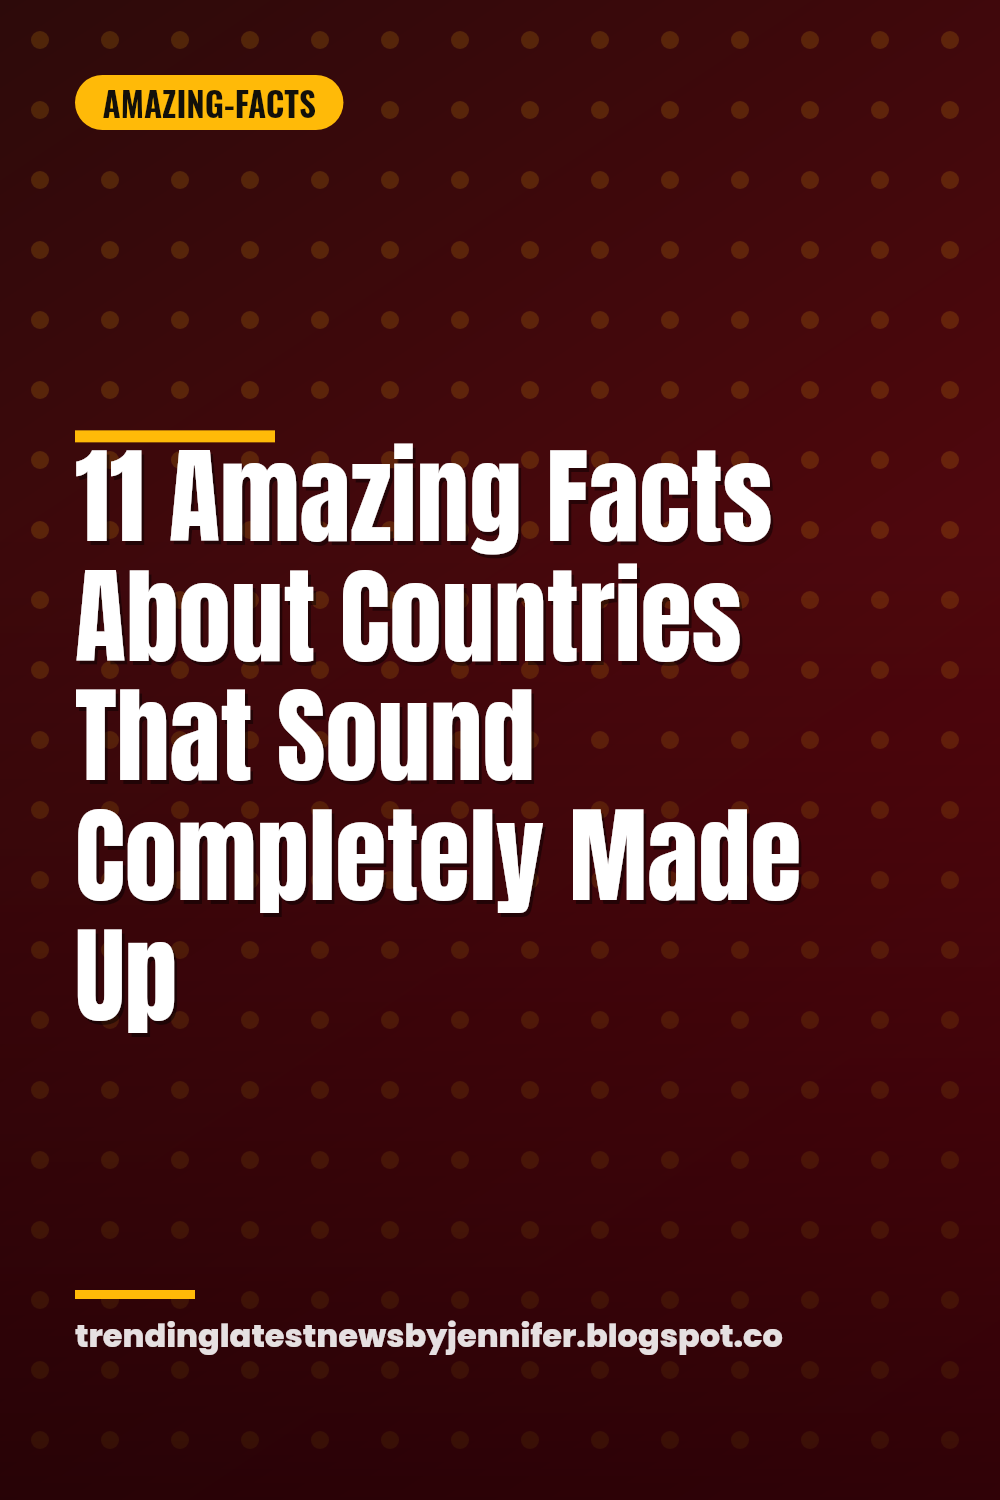 AMAZING-FACTS
11 Amazing Facts
About Countries
That Sound
Completely Made
Up
trendinglatestnewsbyjennifer.blogspot.co